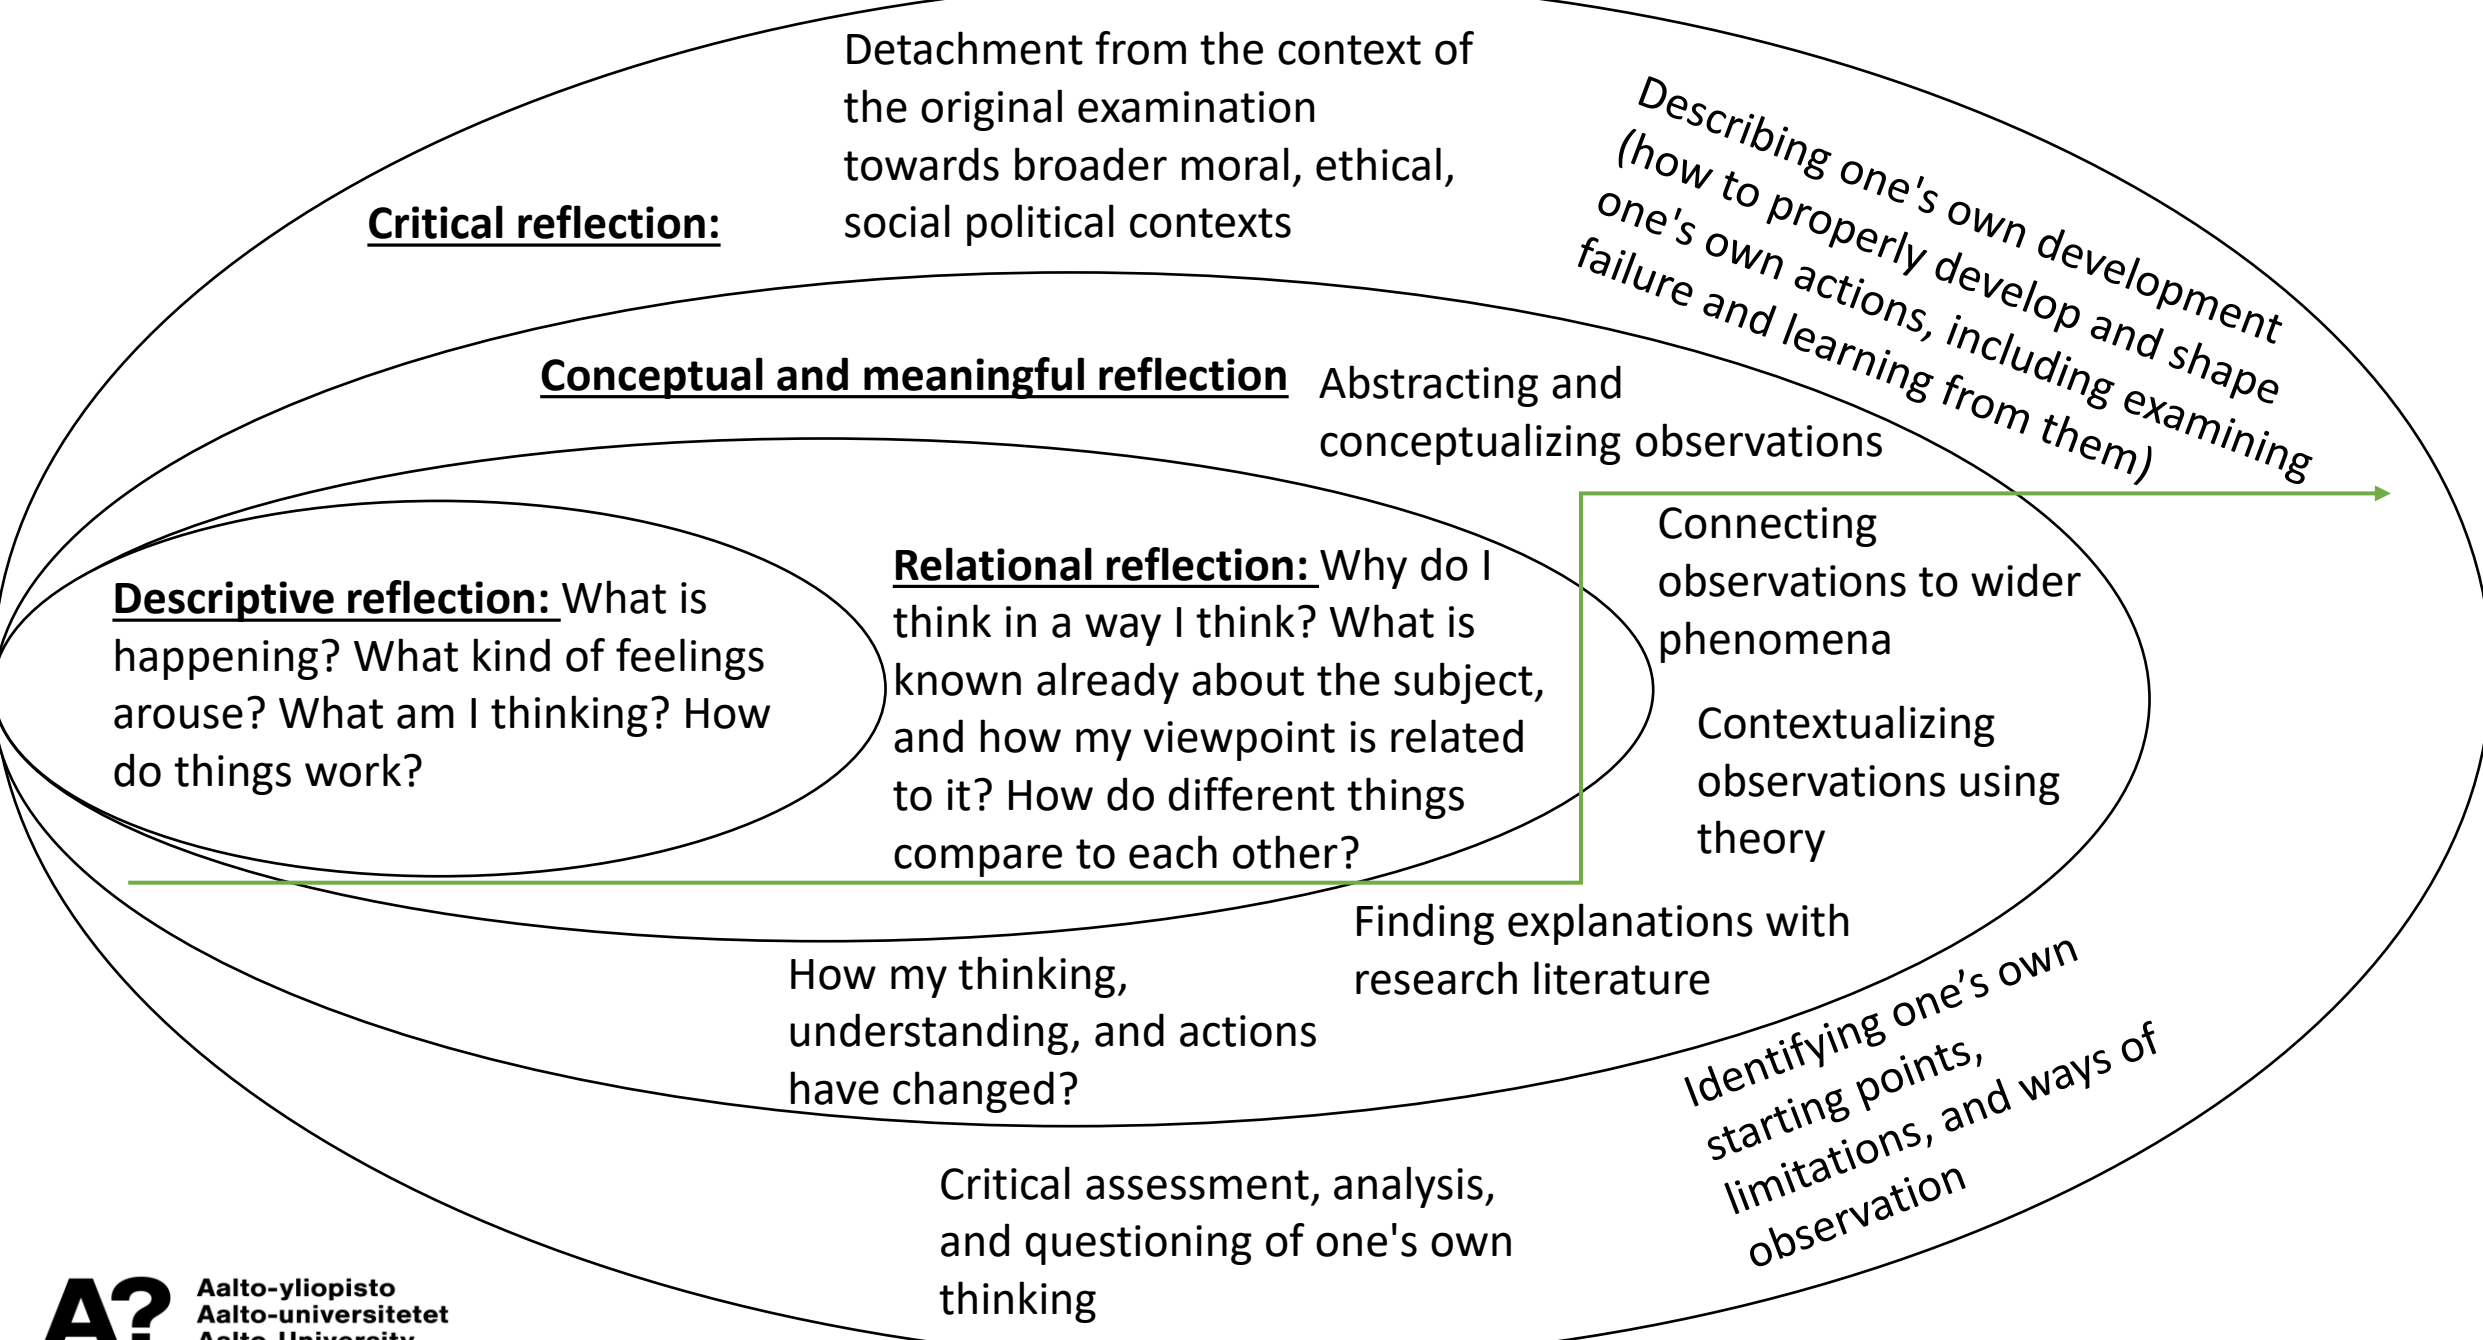 Detachment from the context of
the original examination
towards broader moral, ethical,
social political contexts
Critical reflection:
Describing one's own development
(how to properly develop and shape
one's own actions, including examining
failure and learning from them)
Conceptual and meaningful reflection
Abstracting and
conceptualizing observations
Descriptive reflection: What is
happening? What kind of feelings
arouse? What am I thinking? How
do things work?
Relational reflection: Why do I
think in a way I think? What is
known already about the subject,
and how my viewpoint is related
to it? How do different things
compare to each other?
Connecting
observations to wider
phenomena
Contextualizing
observations using
theory
Finding explanations with
research literature
How my thinking,
understanding, and actions
have changed?
Identifying one’s own
starting points,
limitations, and ways of
observation
Critical assessment, analysis,
and questioning of one's own
thinking
A?
Aalto-yliopisto
Aalto-universitetet
Aalto-University